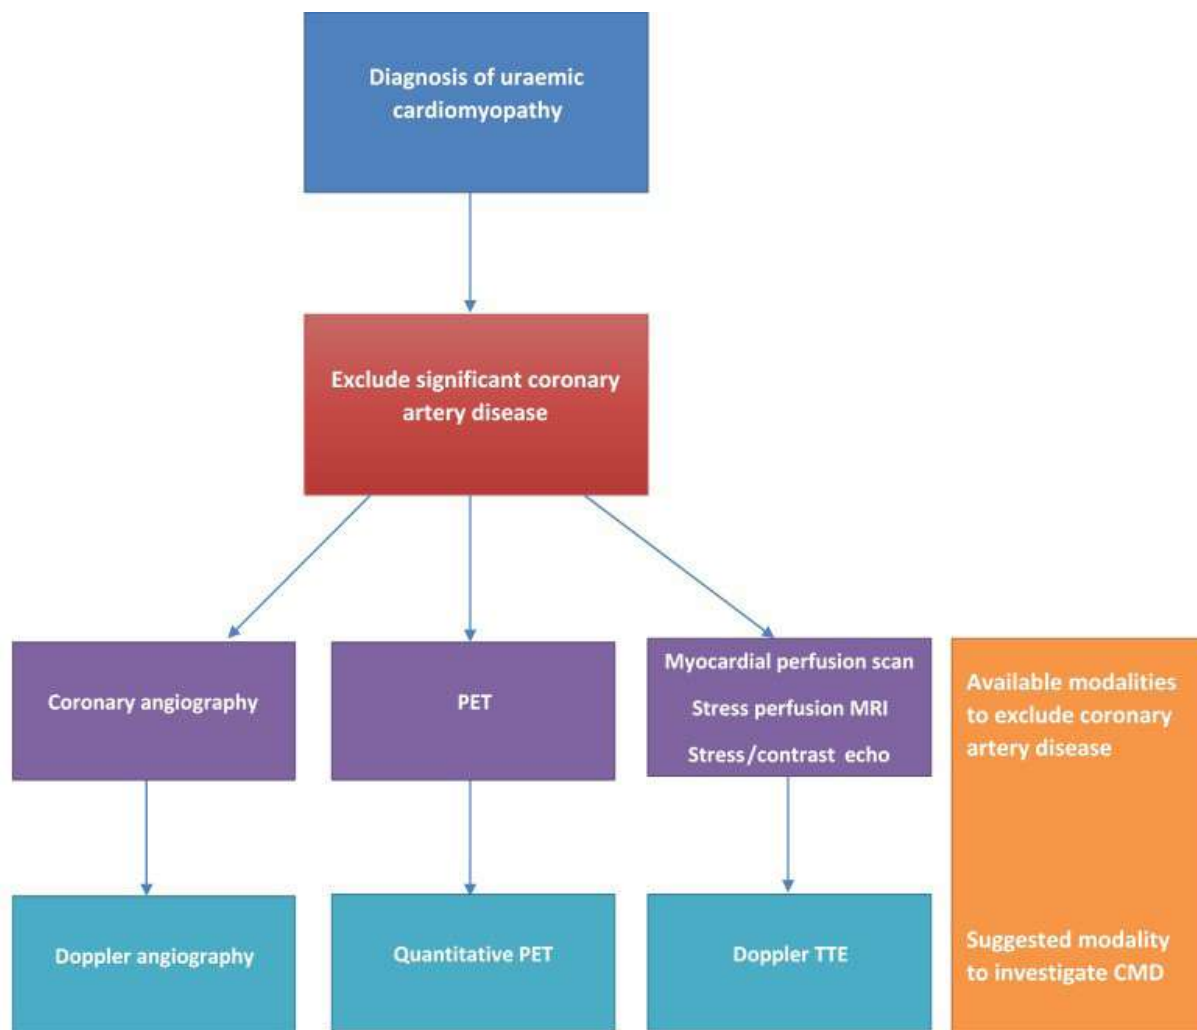 Diagnosis of uraemic
cardiomyopathy
Exclude significant coronary
artery disease
Coronary angiography
PET
Myocardial perfusion scan
Stress perfusion MRI
Stress/contrast echo
Available modalities
to exclude coronary
artery disease
Doppler angiography
Quantitative PET
Doppler TTE
Suggested modality
to investigate CMD